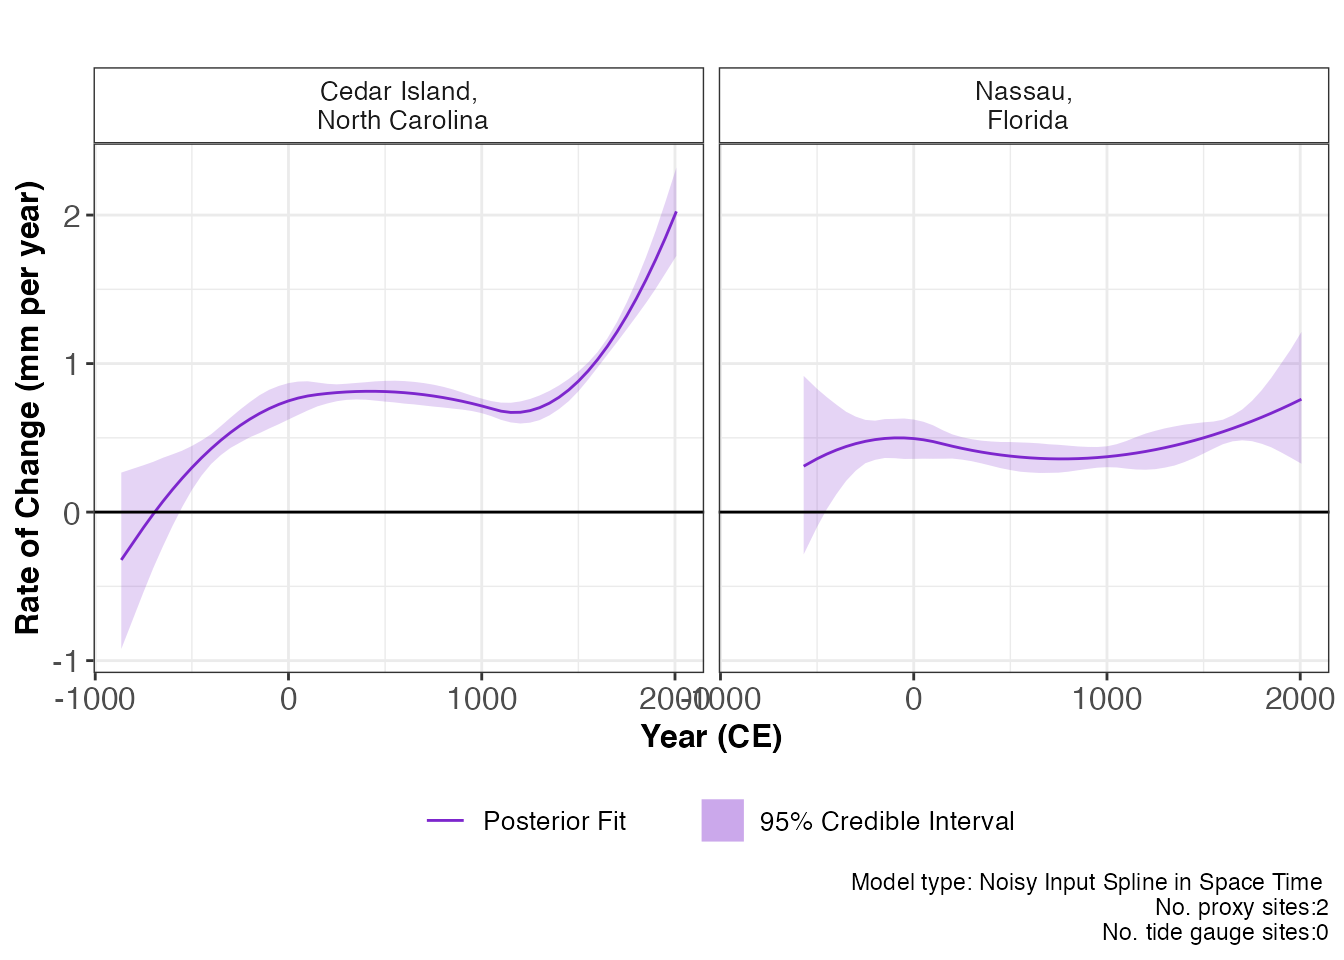 Cedar Island,
North Carolina
Nassau,
Florida
Rate of Change (mm per year)
2
1
0
-1
-1000 0 1000 2000
-1000 0 1000 2000
Year (CE)
Posterior Fit
95% Credible Interval
Model type: Noisy Input Spline in Space Time
No. proxy sites:2
No. tide gauge sites:0